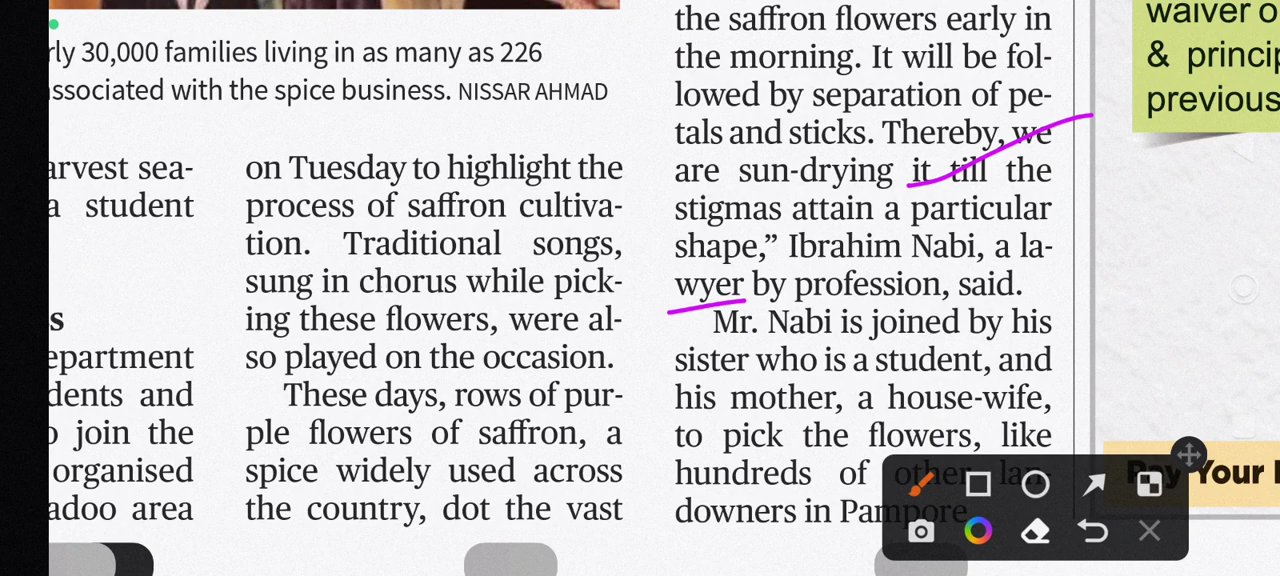 rly 30,000 families living in as many as 226
associated with the spice business. NISSAR AHMAD
arvest sea-
a student
s
epartment
dents and
o join the
organised
adoo area
on Tuesday to highlight the
process of saffron cultiva-
tion. Traditional songs,
sung in chorus while pick-
ing these flowers, were al-
so played on the occasion.
These days, rows of pur-
ple flowers of saffron, a
spice widely used across
the country, dot the vast
the saffron flowers early in
the morning. It will be fol-
lowed by separation of pe-
tals and sticks. Thereby, we
are sun-drying it till the
stigmas attain a particular
shape,” Ibrahim Nabi, a la-
wyer by profession, said.
Mr. Nabi is joined by his
sister who is a student, and
his mother, a house-wife,
to pick the flowers, like
hundreds of other lan-
downers in Pampore
waiver o
& princip
previous
Pay Your